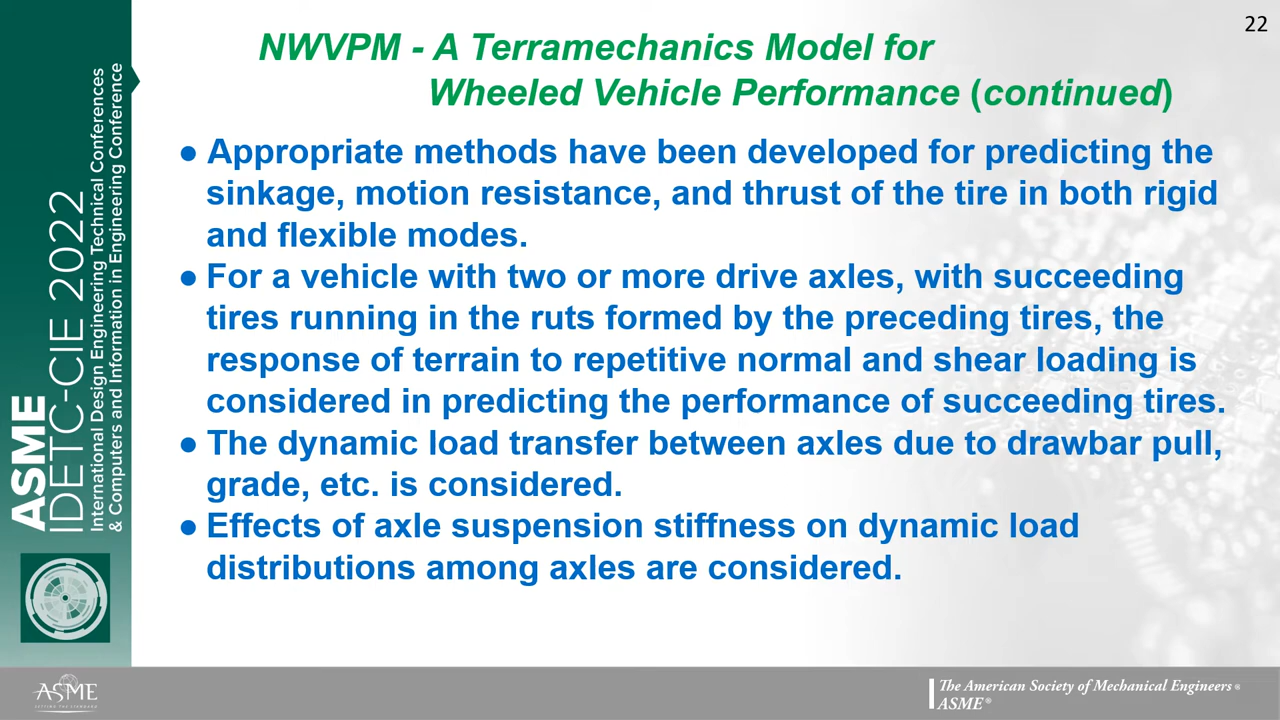 22
NWVPM - A Terramechanics Model for
Wheeled Vehicle Performance (continued)
● Appropriate methods have been developed for predicting the
sinkage, motion resistance, and thrust of the tire in both rigid
and flexible modes.
● For a vehicle with two or more drive axles, with succeeding
tires running in the ruts formed by the preceding tires, the
response of terrain to repetitive normal and shear loading is
considered in predicting the performance of succeeding tires.
● The dynamic load transfer between axles due to drawbar pull,
grade, etc. is considered.
● Effects of axle suspension stiffness on dynamic load
distributions among axles are considered.
ASME
IDETC-CIE 2022
International Design Engineering Technical Conferences
& Computers and Information in Engineering Conference
ASME
SETTING THE STANDARD
The American Society of Mechanical Engineers ®
ASME ®